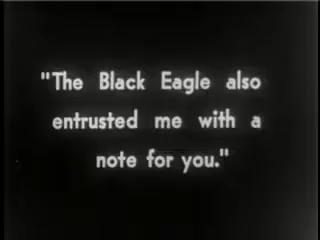 "The Black Eagle also
entrusted me with a
note for you."